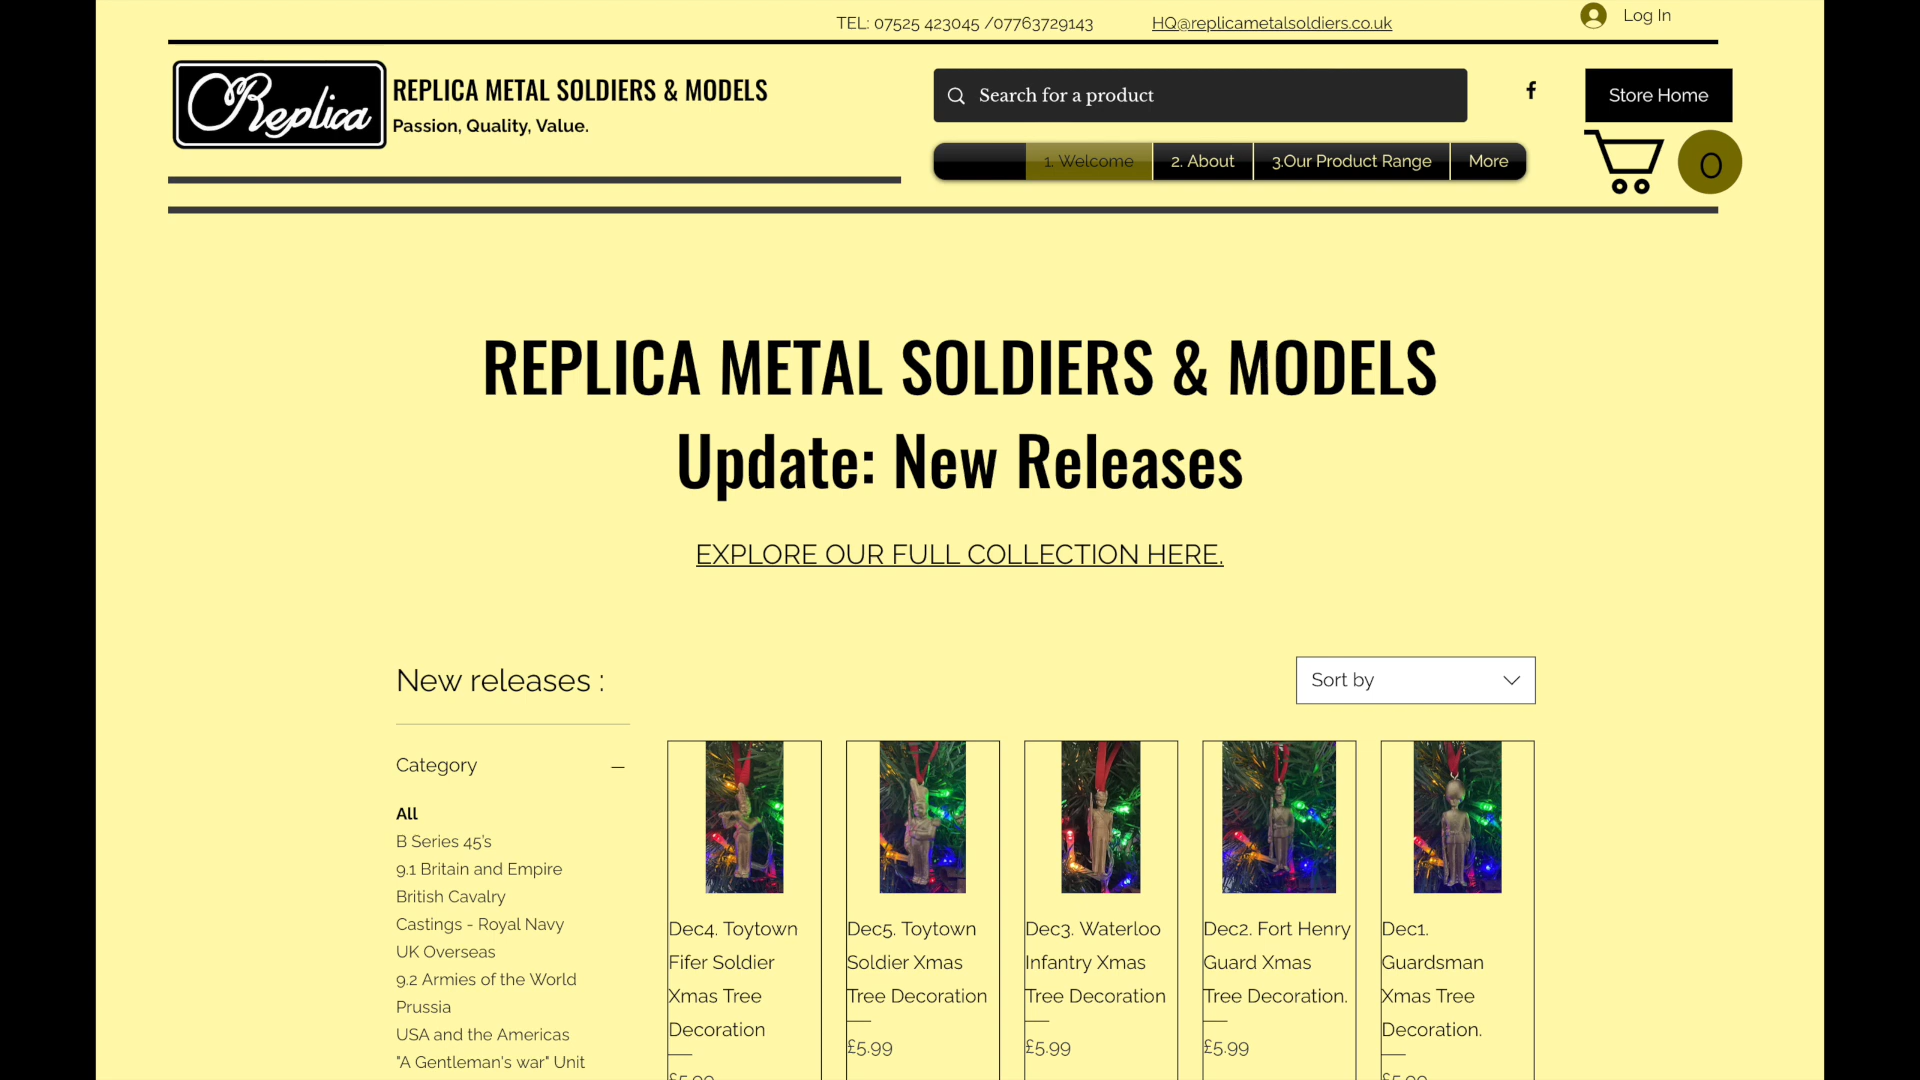 TEL: 07525 423045 /07763729143
HQ@replicametalsoldiers.co.uk
Log In
Replica
REPLICA METAL SOLDIERS & MODELS
Passion, Quality, Value.
Search for a product
Store Home
1. Welcome
2. About
3.Our Product Range
More
0
REPLICA METAL SOLDIERS & MODELS
Update: New Releases
EXPLORE OUR FULL COLLECTION HERE.
New releases :
Sort by
Category
All
B Series 45's
9.1 Britain and Empire
British Cavalry
Castings - Royal Navy
UK Overseas
9.2 Armies of the World
Prussia
USA and the Americas
"A Gentleman's war" Unit
Dec4. Toytown
Fifer Soldier
Xmas Tree
Decoration
£5.99
Dec5. Toytown
Soldier Xmas
Tree Decoration
£5.99
Dec3. Waterloo
Infantry Xmas
Tree Decoration
£5.99
Dec2. Fort Henry
Guard Xmas
Tree Decoration.
£5.99
Dec1.
Guardsman
Xmas Tree
Decoration.
£5.99